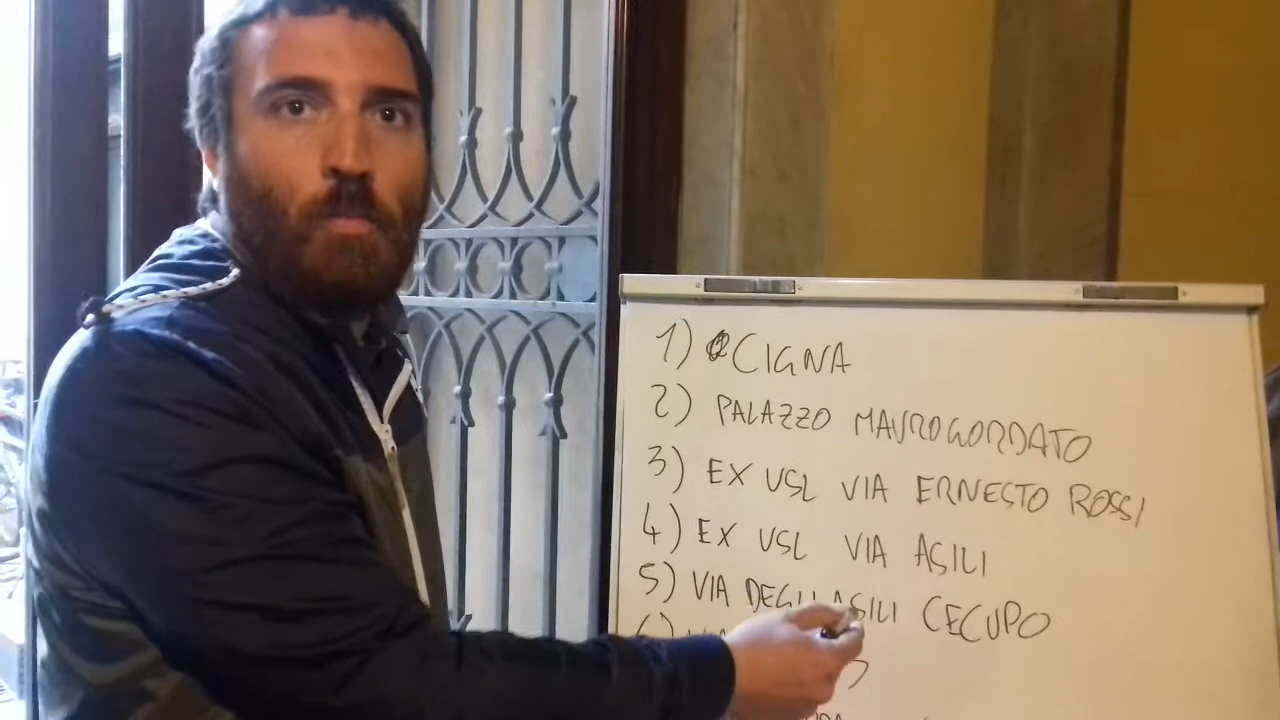 1) CIGNA
2) PALAZZO MAVROGORDATO
3) EX USL VIA ERNESTO ROSSI
4) EX USL VIA ASILI
5) VIA DEGLI ASILI CECUPO